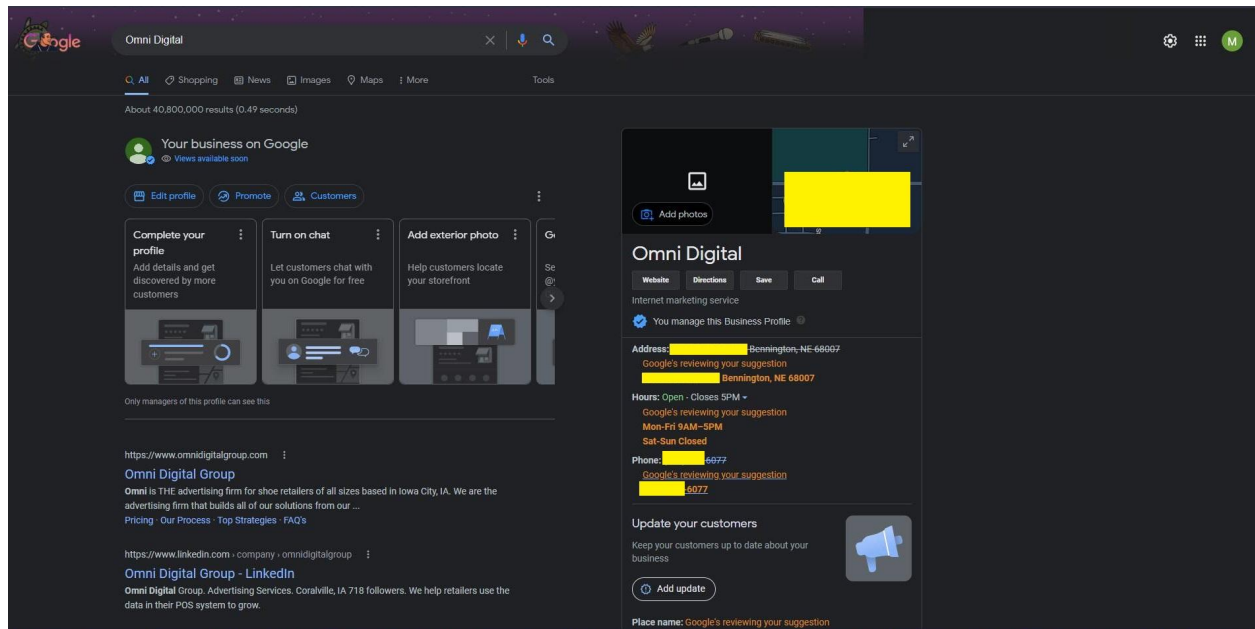 Google
Omni Digital
All Shopping News Images Maps More Tools
M
About 40,800,000 results (0.49 seconds)
Your business on Google
Views available soon
Edit profile Promote Customers
Complete your
profile
Add details and get
discovered by more
customers
Turn on chat
Let customers chat with
you on Google for free
Add exterior photo
Help customers locate
your storefront
Se
Only managers of this profile can see this
https://www.omnidigitalgroup.com
Omni Digital Group
Omni is THE advertising firm for shoe retailers of all sizes based in Iowa City, IA. We are the
advertising firm that builds all of our solutions from our ...
Pricing · Our Process · Top Strategies · FAQ's
https://www.linkedin.com › company › omnidigitalgroup
Omni Digital Group - LinkedIn
Omni Digital Group. Advertising Services. Coralville, IA 718 followers. We help retailers use the
data in their POS system to grow.
Add photos
Omni Digital
Website Directions Save Call
Internet marketing service
You manage this Business Profile
Address: Bennington, NE 68007
Google's reviewing your suggestion
Bennington, NE 68007
Hours: Open · Closes 5PM
Google's reviewing your suggestion
Mon-Fri 9AM–5PM
Sat-Sun Closed
Phone: -6077
Google's reviewing your suggestion
-6077
Update your customers
Keep your customers up to date about your
business
Add update
Place name: Google's reviewing your suggestion